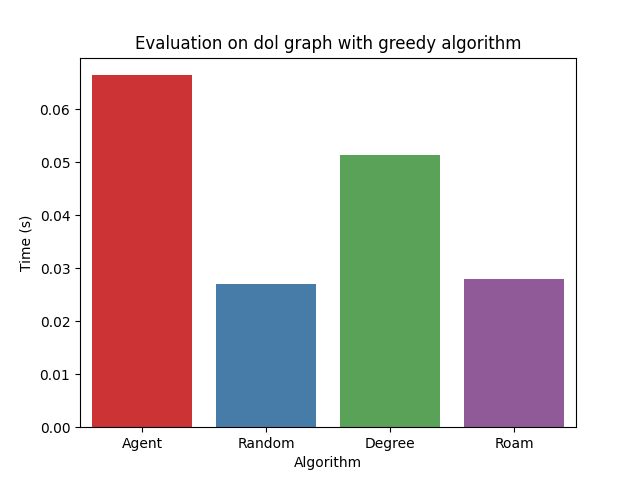 Evaluation on dol graph with greedy algorithm
Time (s)
0.06
0.05
0.04
0.03
0.02
0.01
0.00
Agent Random Degree Roam
Algorithm